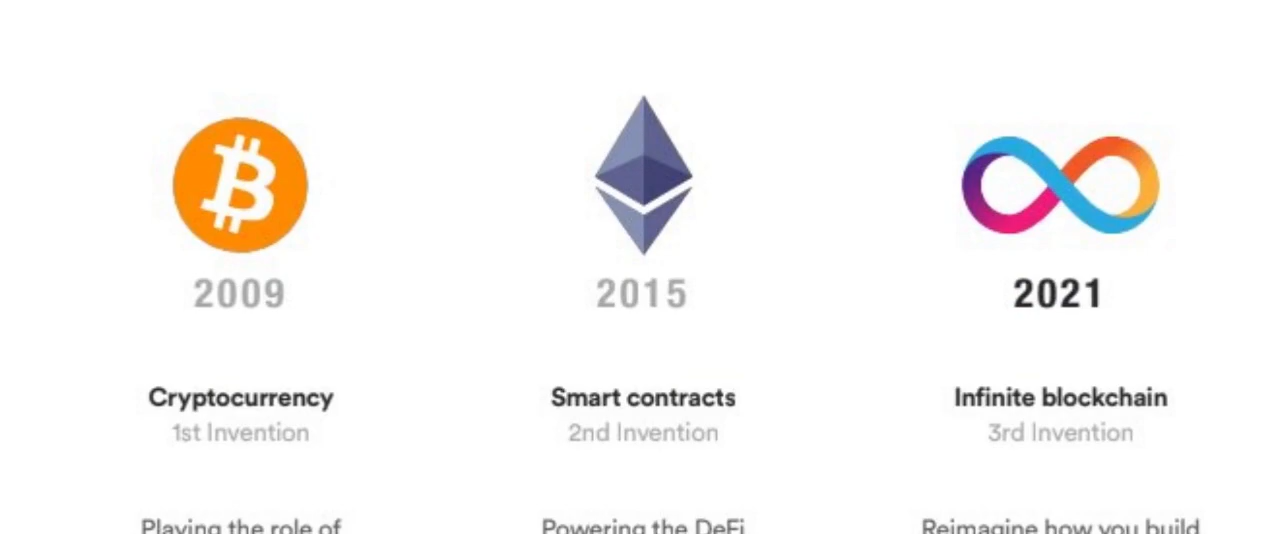 2009
2015
2021
Cryptocurrency
1st Invention
Smart contracts
2nd Invention
Infinite blockchain
3rd Invention
Playing the role of
Powering the DeFi
Reimagine how you build